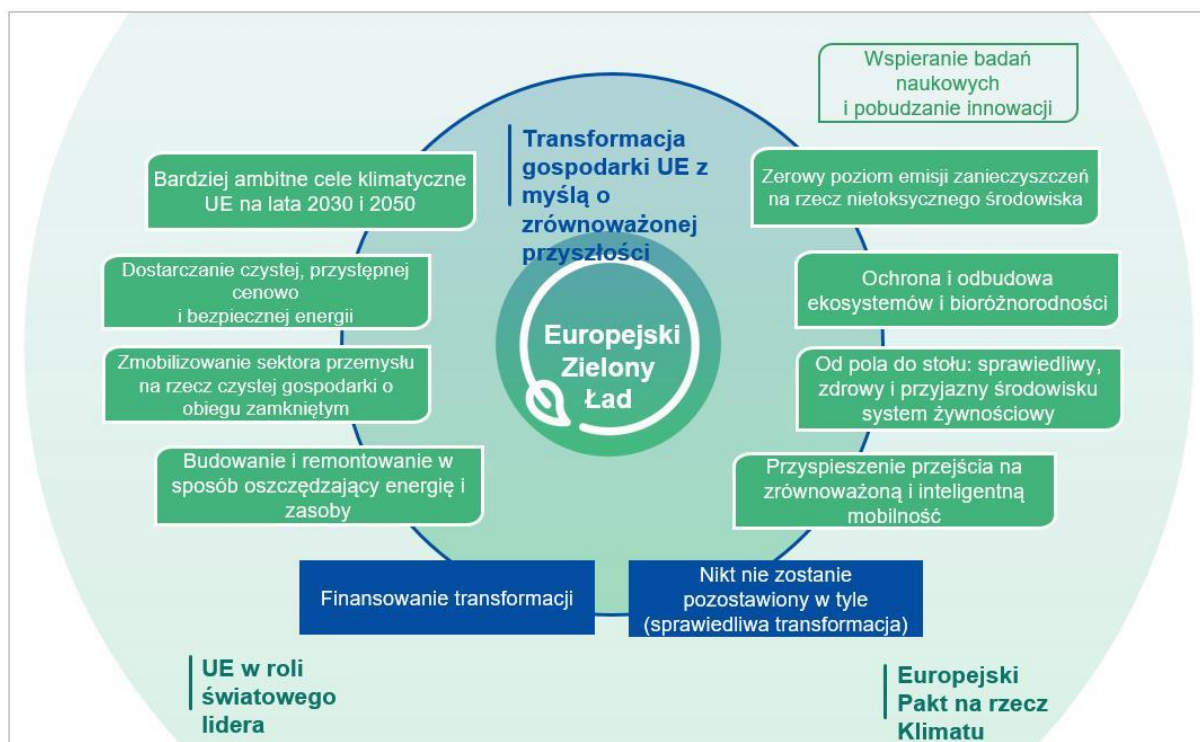 Wspieranie badań
naukowych
i pobudzanie innowacji
Transformacja
gospodarki UE z
myślą o
zrównoważonej
przyszłości
Bardziej ambitne cele klimatyczne
UE na lata 2030 i 2050
Zerowy poziom emisji zanieczyszczeń
na rzecz nietoksycznego środowiska
Dostarczanie czystej, przystępnej
cenowo
i bezpiecznej energii
Ochrona i odbudowa
ekosystemów i bioróżnorodności
Europejski
Zielony
Ład
Zmobilizowanie sektora przemysłu
na rzecz czystej gospodarki o
obiegu zamkniętym
Od pola do stołu: sprawiedliwy,
zdrowy i przyjazny środowisku
system żywnościowy
Budowanie i remontowanie w
sposób oszczędzający energię i
zasoby
Przyspieszenie przejścia na
zrównoważoną i inteligentną
mobilność
Finansowanie transformacji
Nikt nie zostanie
pozostawiony w tyle
(sprawiedliwa transformacja)
UE w roli
światowego
lidera
Europejski
Pakt na rzecz
Klimatu